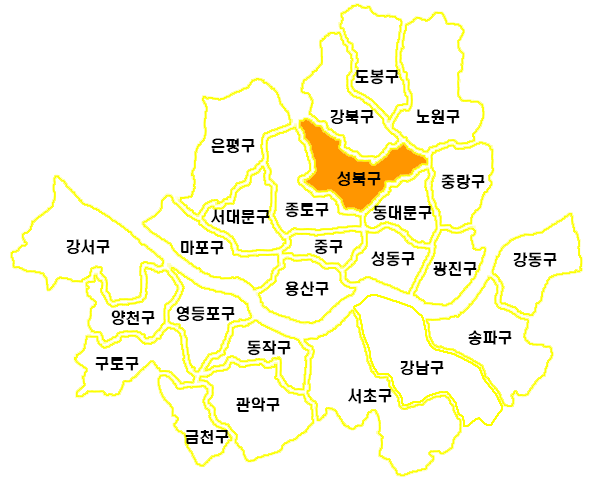 도봉구
강북구
노원구
은평구
성북구
중랑구
서대문구
종토구
동대문구
강서구
마포구
중구
성동구
광진구
강동구
용산구
양천구
영등포구
송파구
동작구
구토구
강남구
서초구
관악구
금천구